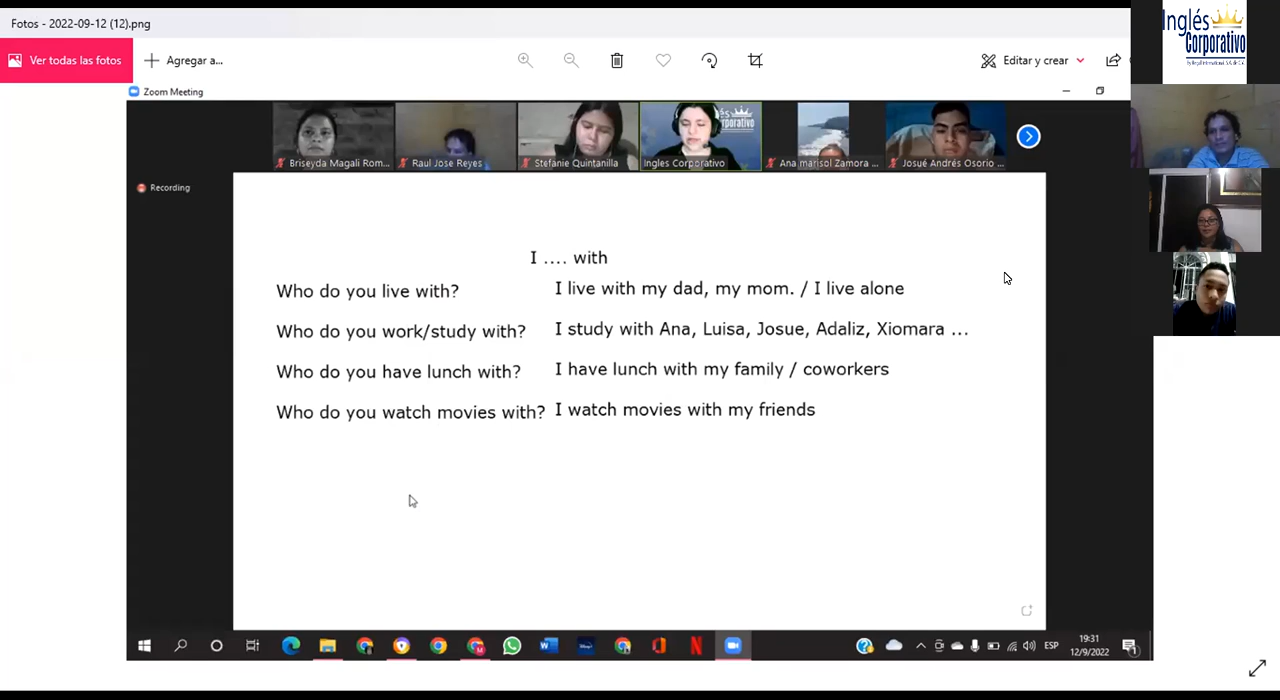 Fotos - 2022-09-12 (12).png
Inglés
Corporativo
Ver todas las fotos
Agregar a...
Editar y crear
Zoom Meeting
Briseyda Magali Rom...
Raul Jose Reyes
Stefanie Quintanilla
Ingles Corporativo
Ana marisol Zamora ...
Josué Andrés Osorio ...
Recording
I .... with
Who do you live with?
I live with my dad, my mom. / I live alone
Who do you work/study with?
I study with Ana, Luisa, Josue, Adaliz, Xiomara ...
Who do you have lunch with?
I have lunch with my family / coworkers
Who do you watch movies with?
I watch movies with my friends
ESP
19:31
12/9/2022